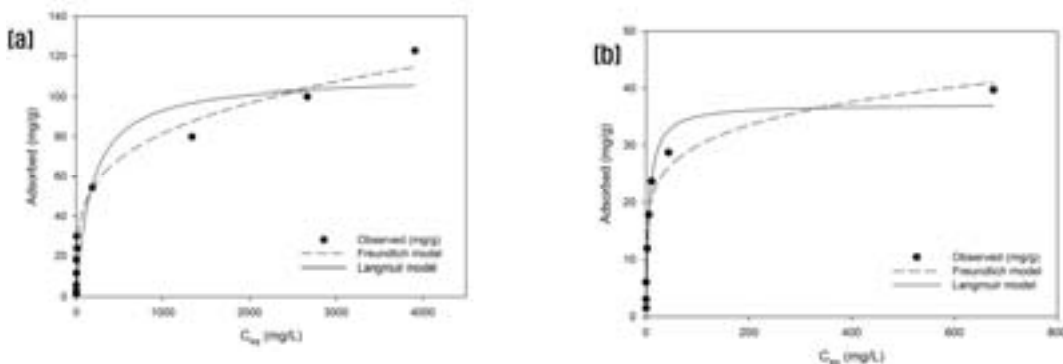 [a]
140
120
100
80
60
40
20
0
Adsorbed (mg/g)
Observed (mg/g)
Freundlich model
Langmuir model
0 1000 2000 3000 4000
Ceq (mg/L)
[b]
50
40
30
20
10
0
Adsorbed (mg/g)
Observed (mg/g)
Freundlich model
Langmuir model
0 200 400 600 800
Ceq (mg/L)